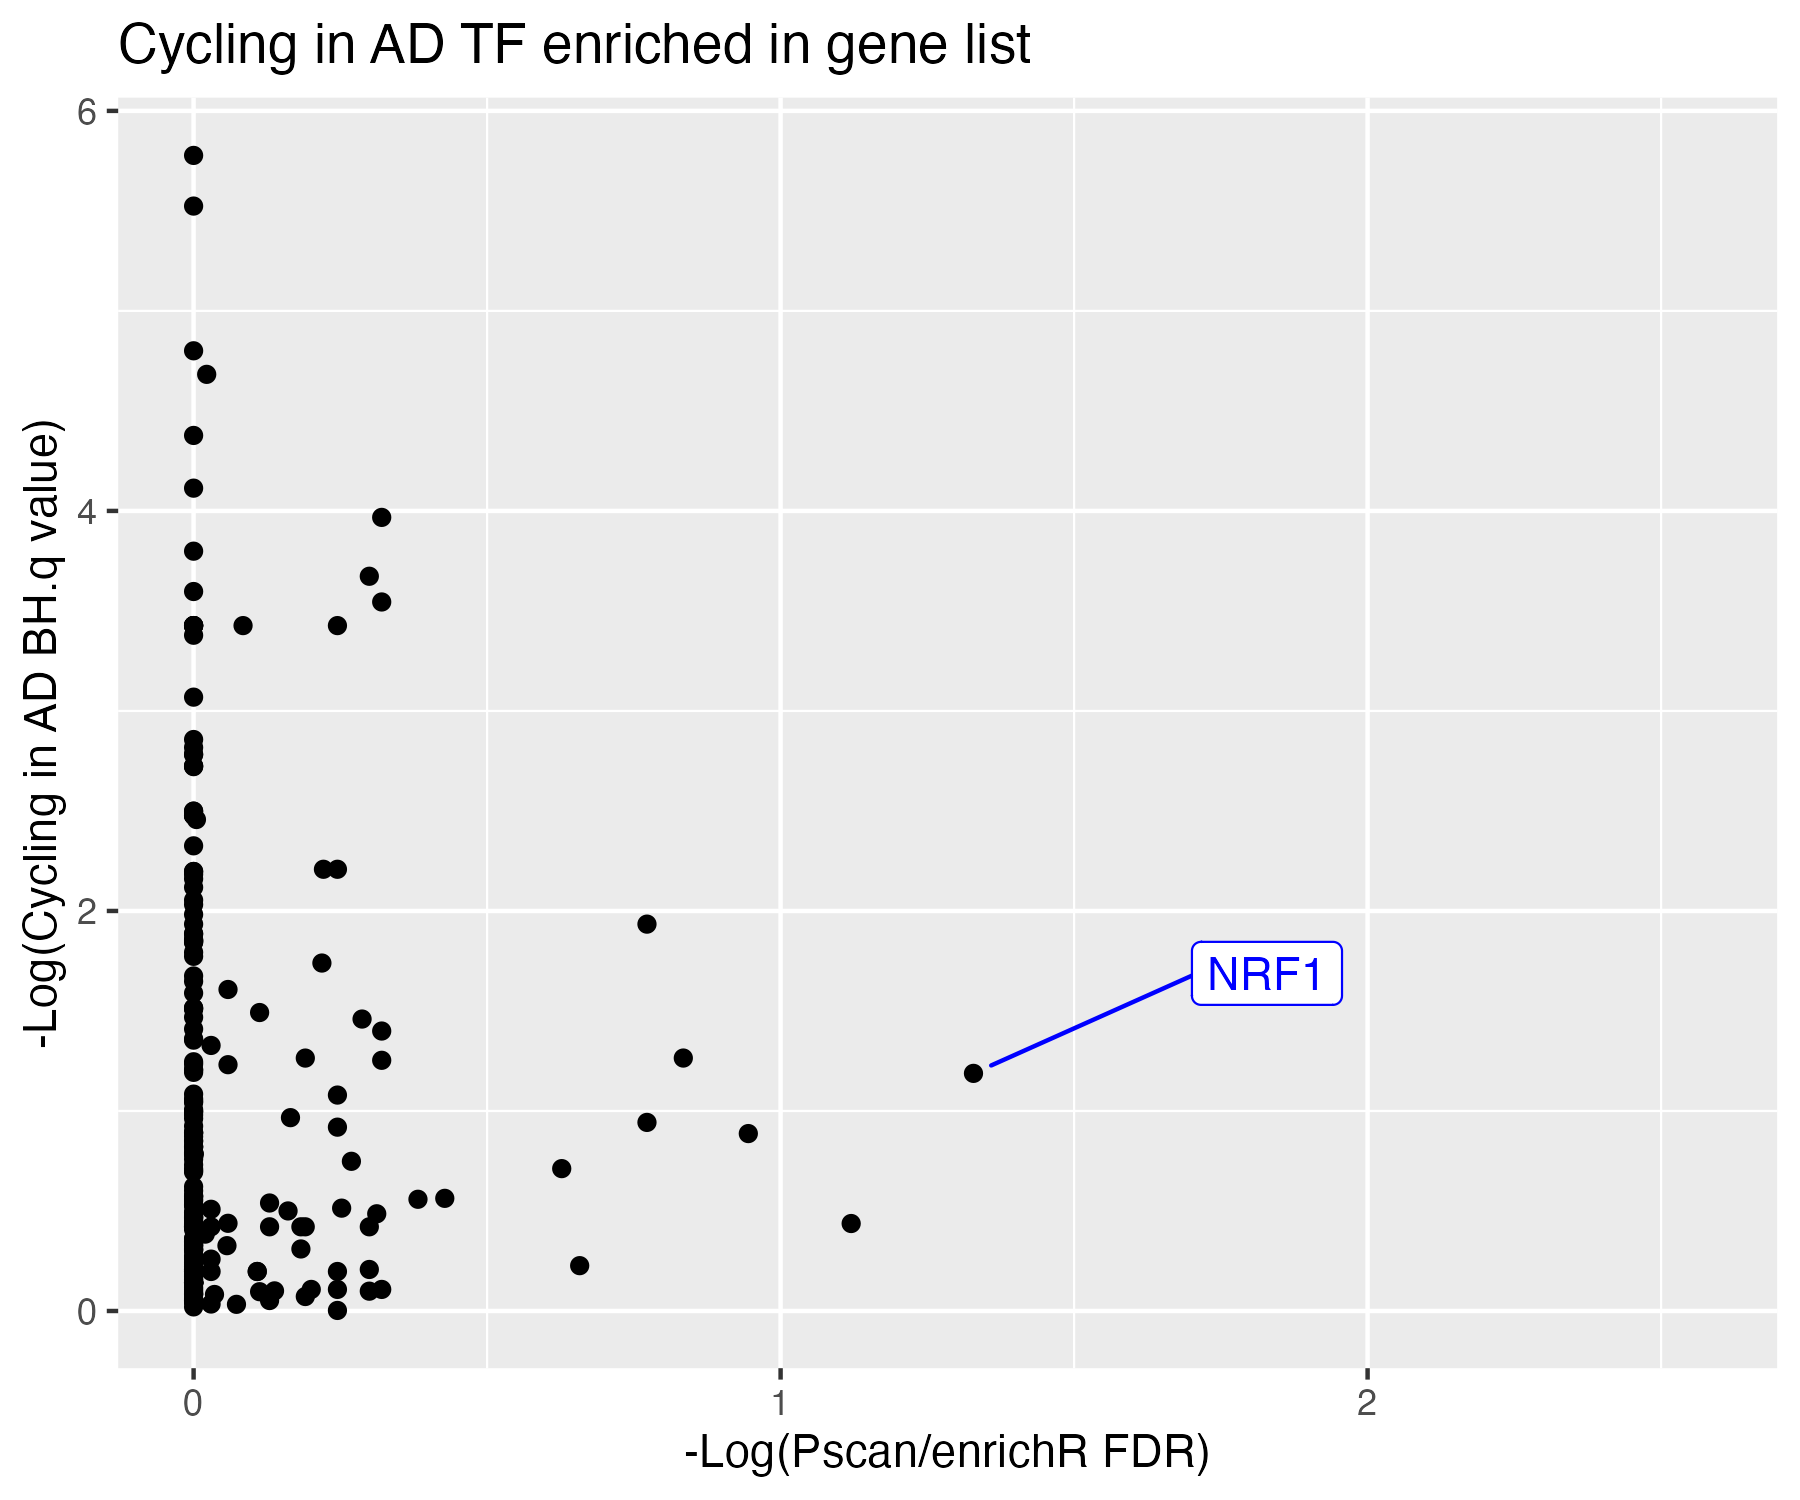 Cycling in AD TF enriched in gene list
-Log(Cycling in AD BH.q value)
6
4
2
0
NRF1
0
1
2
-Log(Pscan/enrichR FDR)